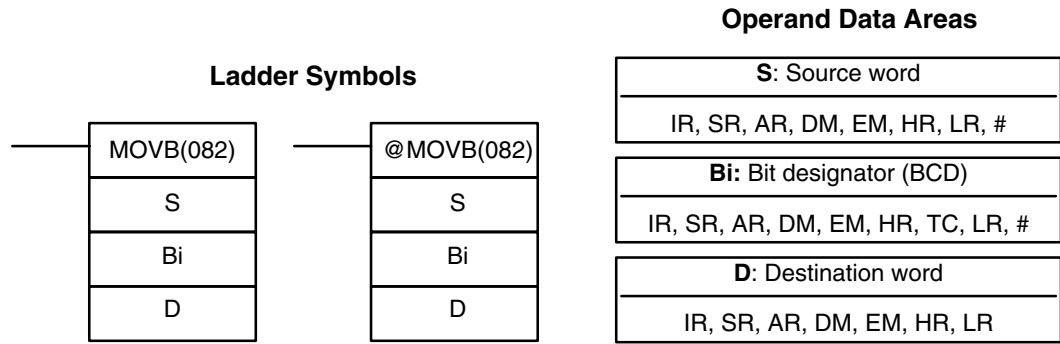 Ladder Symbols
MOVB(082)
S
Bi
D
@MOVB(082)
S
Bi
D
Operand Data Areas
S: Source word
IR, SR, AR, DM, EM, HR, LR, #
Bi: Bit designator (BCD)
IR, SR, AR, DM, EM, HR, TC, LR, #
D: Destination word
IR, SR, AR, DM, EM, HR, LR